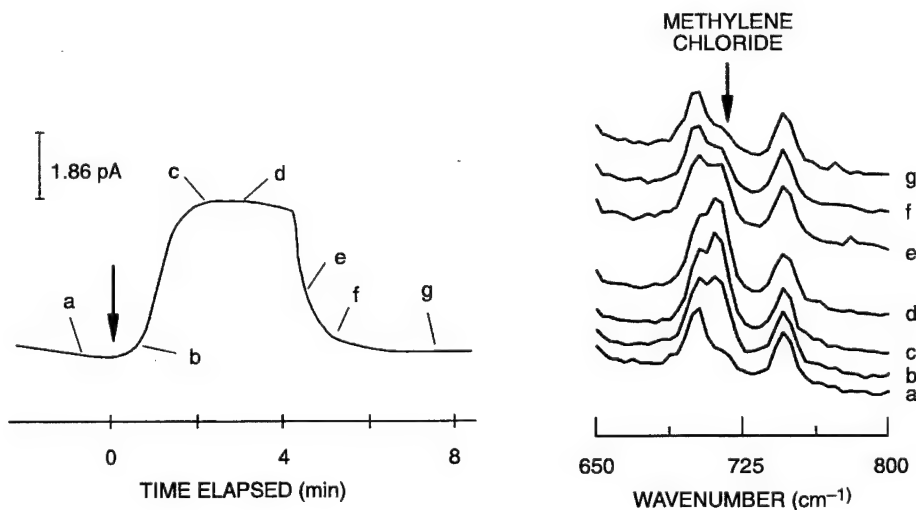 1.86 pA
a
b
c
d
e
f
g
0
4
8
TIME ELAPSED (min)
METHYLENE
CHLORIDE
g
f
e
d
c
b
a
650
725
800
WAVENUMBER (cm⁻¹)